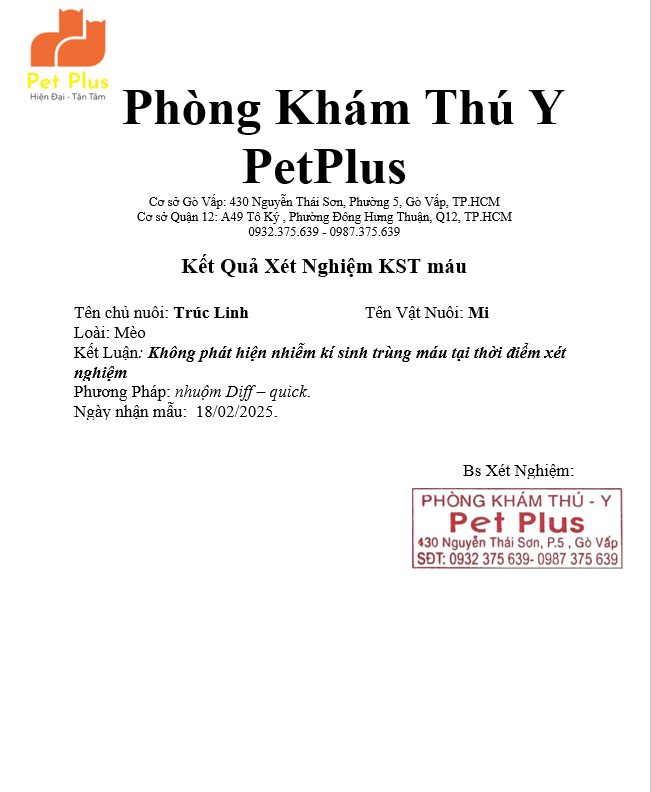 Pet Plus
Hiện Đại - Tận Tâm
Phòng Khám Thú Y
PetPlus
Cơ sở Gò Vấp: 430 Nguyễn Thái Sơn, Phường 5, Gò Vấp, TP.HCM
Cơ sở Quận 12: A49 Tô Ký , Phường Đông Hưng Thuận, Q12, TP.HCM
0932.375.639 - 0987.375.639
Kết Quả Xét Nghiệm KST máu
Tên chủ nuôi: Trúc Linh Tên Vật Nuôi: Mi
Loài: Mèo
Kết Luận: Không phát hiện nhiễm kí sinh trùng máu tại thời điểm xét
nghiệm
Phương Pháp: nhuộm Diff – quick.
Ngày nhận mẫu: 18/02/2025.
Bs Xét Nghiệm:
PHÒNG KHÁM THÚ - Y
Pet Plus
430 Nguyễn Thái Sơn, P.5 , Gò Vấp
SĐT: 0932 375 639- 0987 375 639